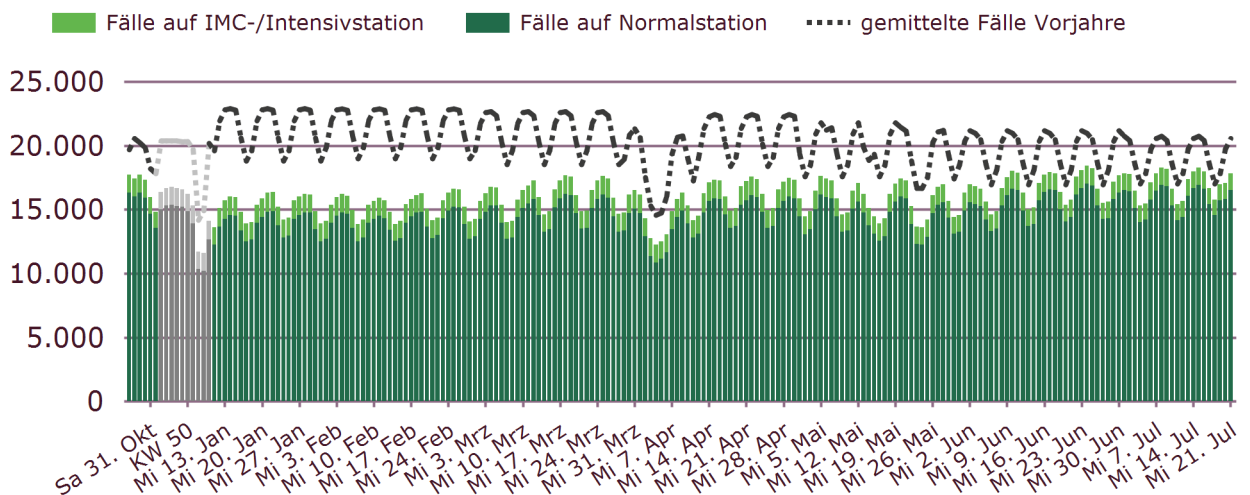 Fälle auf IMC-/Intensivstation Fälle auf Normalstation gemittelte Fälle Vorjahre
25.000
20.000
15.000
10.000
5.000
0
Sa 31. Okt
KW 50
Mi 13. Jan
Mi 20. Jan
Mi 27. Jan
Mi 3. Feb
Mi 10. Feb
Mi 17. Feb
Mi 24. Feb
Mi 3. Mrz
Mi 10. Mrz
Mi 17. Mrz
Mi 24. Mrz
Mi 31. Mrz
Mi 7. Apr
Mi 14. Apr
Mi 21. Apr
Mi 28. Apr
Mi 5. Mai
Mi 12. Mai
Mi 19. Mai
Mi 26. Mai
Mi 2. Jun
Mi 9. Jun
Mi 16. Jun
Mi 23. Jun
Mi 30. Jun
Mi 7. Jul
Mi 14. Jul
Mi 21. Jul